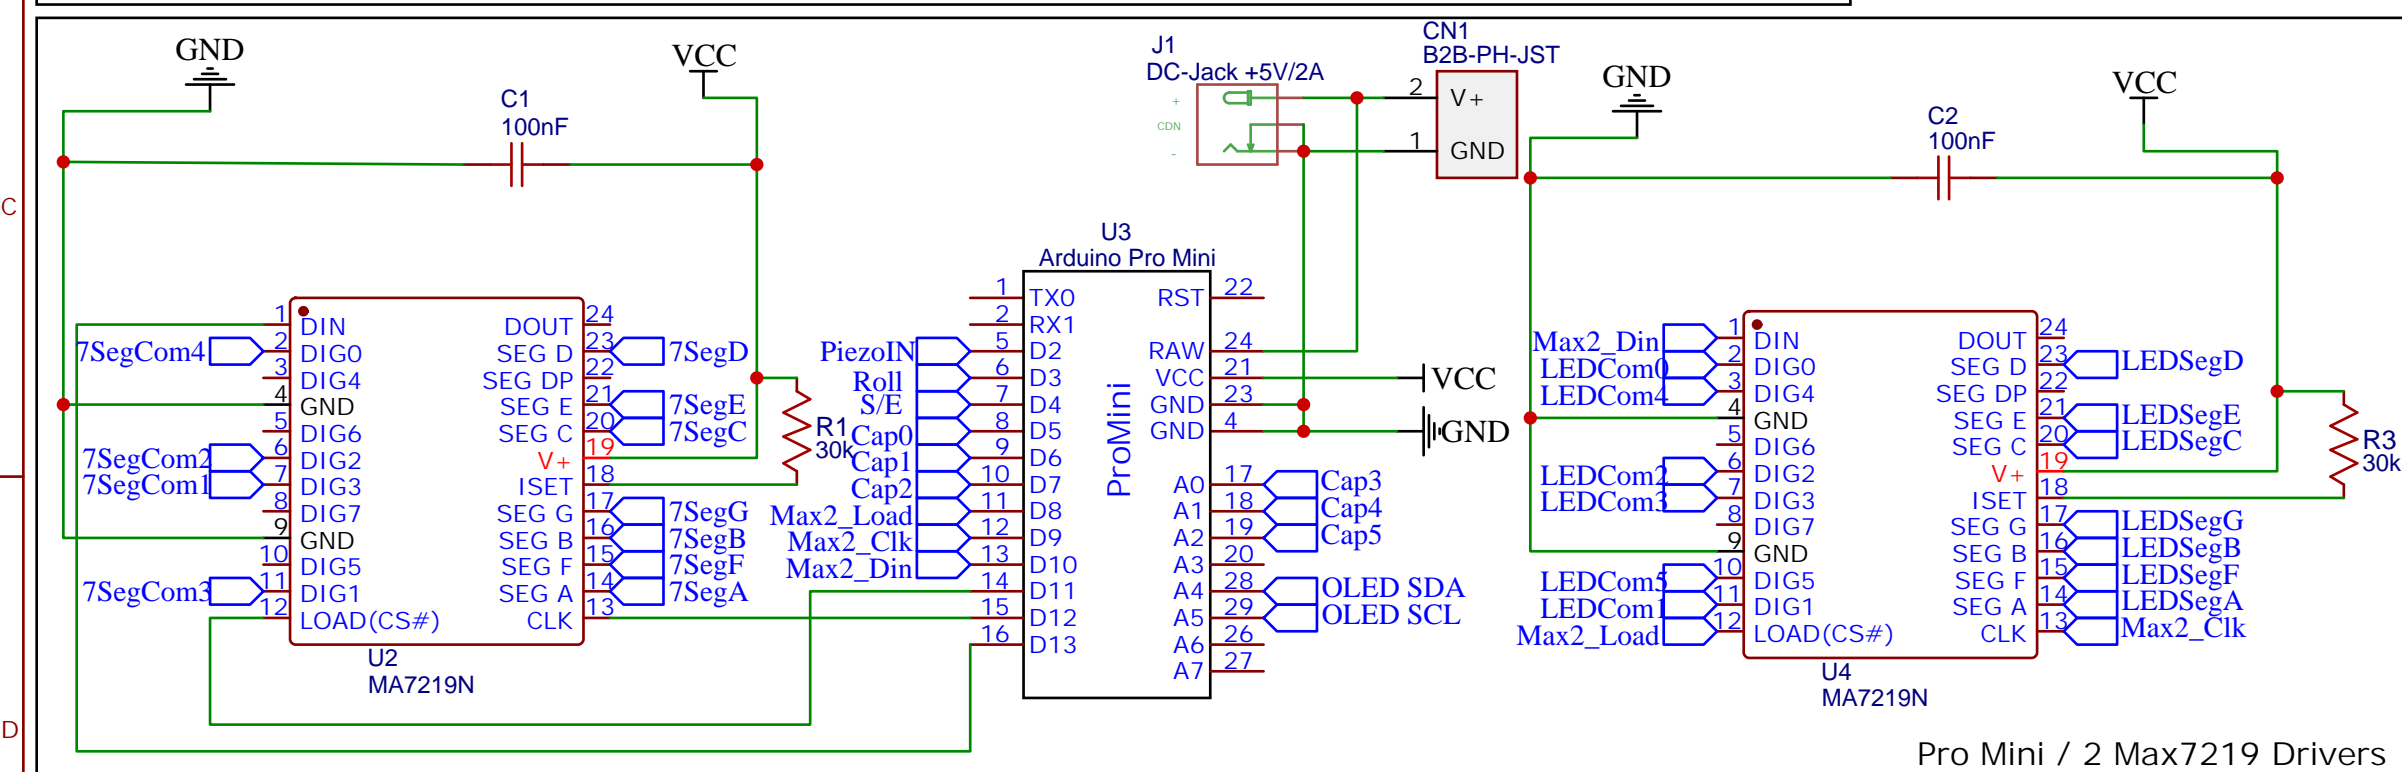 C
D
GND
VCC
C1
100nF
1 DIN
7SegCom4 2 DIG0
3 DIG4
4 GND
5 DIG6
7SegCom2 6 DIG2
7SegCom1 7 DIG3
8 DIG7
9 GND
10 DIG5
7SegCom3 11 DIG1
12 LOAD(CS#)
DOUT 24
SEG D 23 7SegD
SEG DP 22
SEG E 21 7SegE
SEG C 20 7SegC
V+ 19
ISET 18
SEG G 17 7SegG
SEG B 16 7SegB
SEG F 15 7SegF
SEG A 14 7SegA
CLK 13
U2
MA7219N
R1
30k
J1
DC-Jack +5V/2A
+
CDN
-
CN1
B2B-PH-JST
2 V+
1 GND
U3
Arduino Pro Mini
ProMini
1 TX0
2 RX1
PiezoIN 5 D2
Roll 6 D3
S/E 7 D4
Cap0 8 D5
Cap1 9 D6
Cap2 10 D7
Max2_Load 11 D8
Max2_Clk 12 D9
Max2_Din 13 D10
14 D11
15 D12
16 D13
RST 22
RAW 24
VCC 21 VCC
GND 23
GND 4 GND
A0 17 Cap3
A1 18 Cap4
A2 19 Cap5
A3 20
A4 28 OLED SDA
A5 29 OLED SCL
A6 26
A7 27
GND
VCC
C2
100nF
Max2_Din 1 DIN
LEDCom0 2 DIG0
LEDCom4 3 DIG4
4 GND
5 DIG6
LEDCom2 6 DIG2
LEDCom3 7 DIG3
8 DIG7
9 GND
LEDCom5 10 DIG5
LEDCom1 11 DIG1
Max2_Load 12 LOAD(CS#)
DOUT 24
SEG D 23 LEDSegD
SEG DP 22
SEG E 21 LEDSegE
SEG C 20 LEDSegC
V+ 19
ISET 18
SEG G 17 LEDSegG
SEG B 16 LEDSegB
SEG F 15 LEDSegF
SEG A 14 LEDSegA
CLK 13 Max2_Clk
U4
MA7219N
R3
30k
Pro Mini / 2 Max7219 Drivers